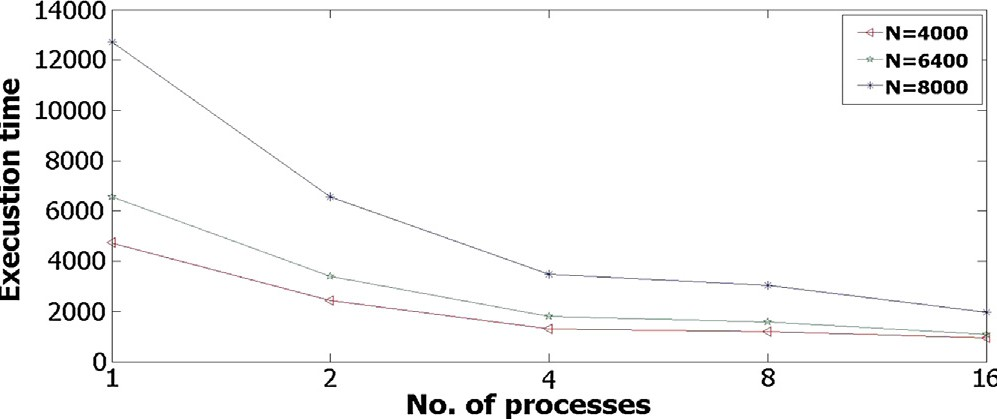 14000
12000
10000
8000
6000
4000
2000
0
Execustion time
1 2 4 8 16
No. of processes
N=4000
N=6400
N=8000